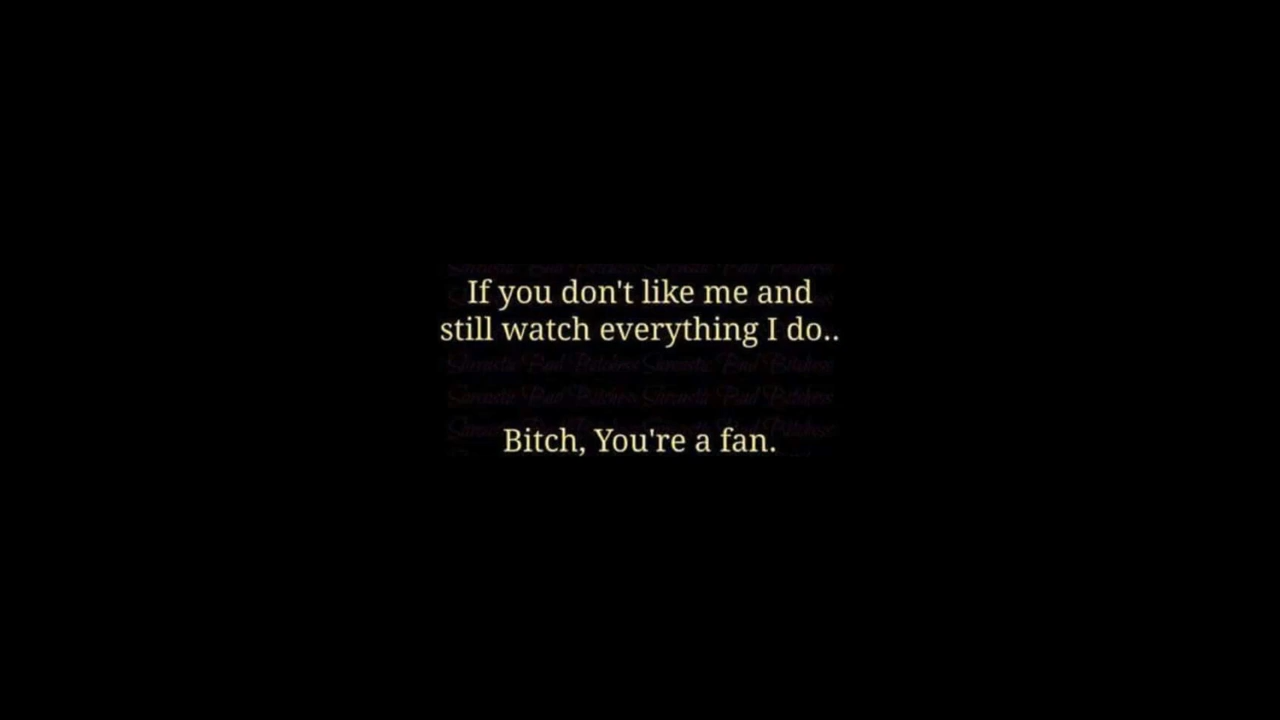 If you don't like me and
still watch everything I do..
Bitch, You're a fan.